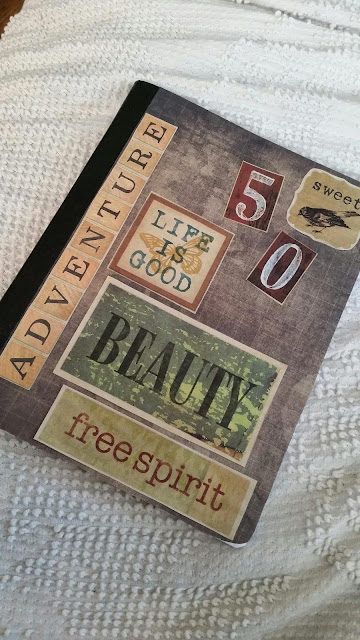 ADVENTURE
5
0
sweet
LIFE
IS
GOOD
BEAUTY
free spirit